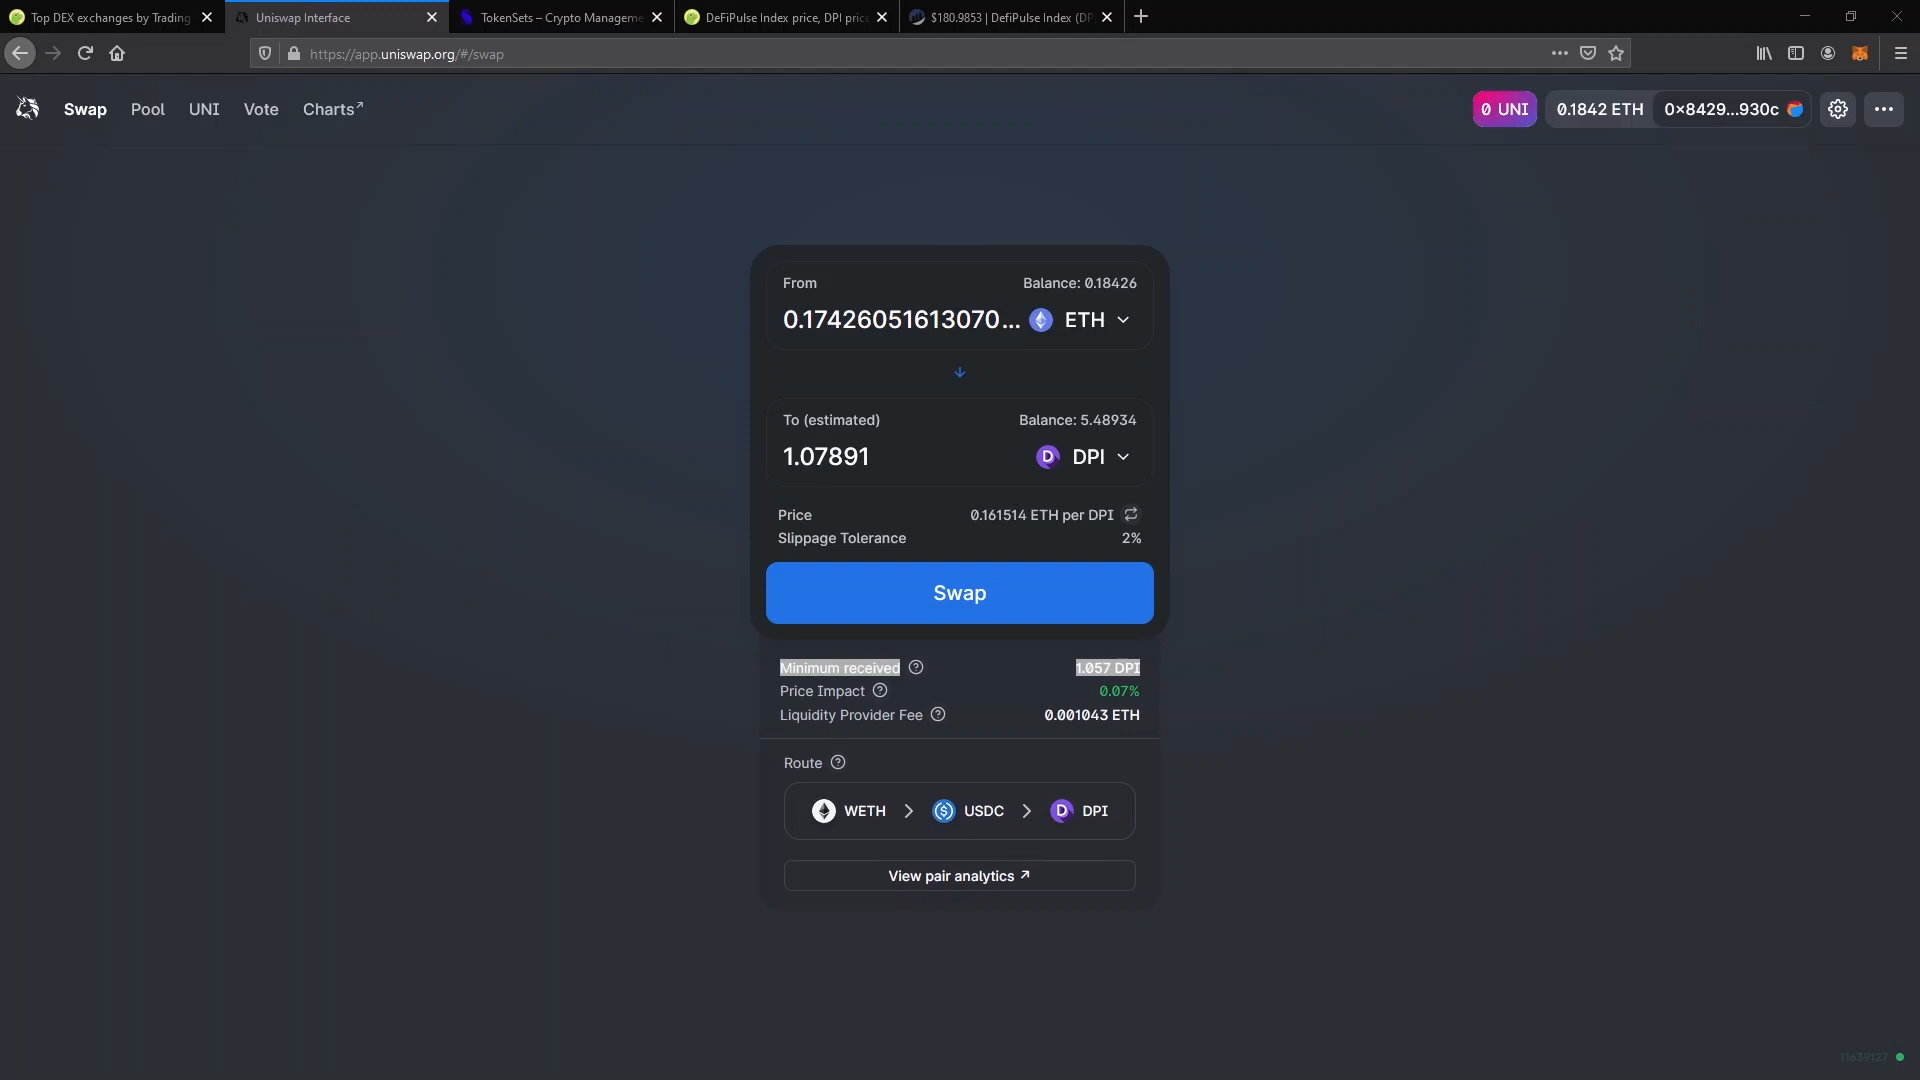 Top DEX exchanges by Trading
Uniswap Interface
TokenSets – Crypto Manageme
DeFiPulse Index price, DPI price
$180.9853 | DefiPulse Index (DP
https://app.uniswap.org/#/swap
Swap Pool UNI Vote Charts↗
0 UNI 0.1842 ETH 0x8429...930c
From Balance: 0.18426
0.17426051613070... ETH
To (estimated) Balance: 5.48934
1.07891 DPI
Price 0.161514 ETH per DPI
Slippage Tolerance 2%
Swap
Minimum received 1.057 DPI
Price Impact 0.07%
Liquidity Provider Fee 0.001043 ETH
Route
WETH > USDC > DPI
View pair analytics ↗
11639127